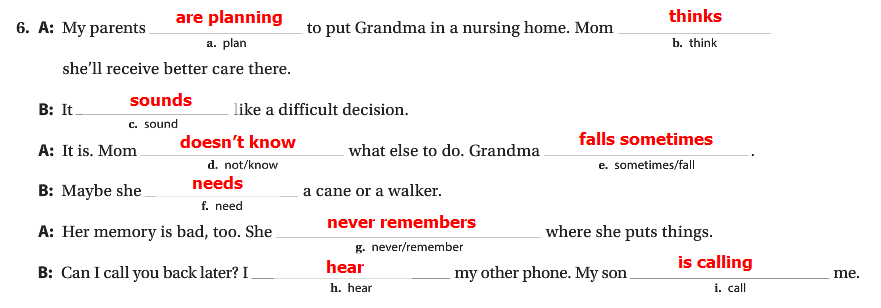 6. A: My parents are planning to put Grandma in a nursing home. Mom thinks
a. plan b. think
she'll receive better care there.
B: It sounds like a difficult decision.
c. sound
A: It is. Mom doesn't know what else to do. Grandma falls sometimes.
d. not/know e. sometimes/fall
B: Maybe she needs a cane or a walker.
f. need
A: Her memory is bad, too. She never remembers where she puts things.
g. never/remember
B: Can I call you back later? I hear my other phone. My son is calling me.
h. hear i. call